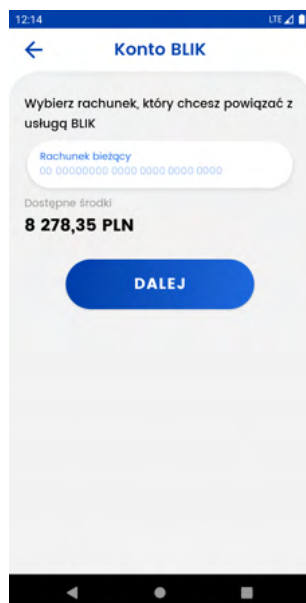 12:14 LTE
Konto BLIK
Wybierz rachunek, który chcesz powiązać z
usługą BLIK
Rachunek bieżący
00 00000000 0000 0000 0000 0000
Dostępne środki
8 278,35 PLN
DALEJ